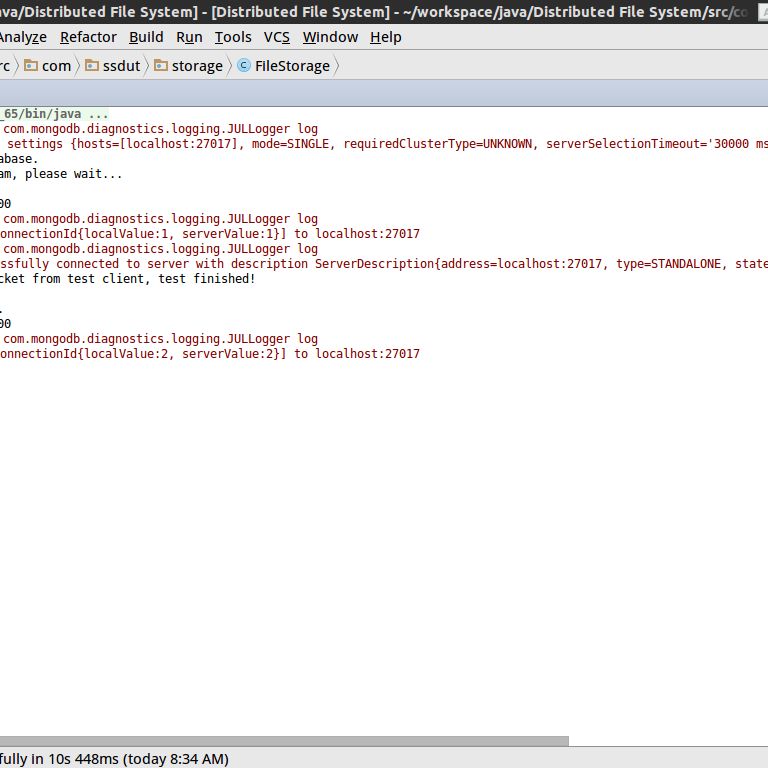 ava/Distributed File System] - [Distributed File System] - ~/workspace/java/Distributed File System/src/co
Analyze Refactor Build Run Tools VCS Window Help
rc com ssdut storage FileStorage
_65/bin/java ...
com.mongodb.diagnostics.logging.JULLogger log
settings {hosts=[localhost:27017], mode=SINGLE, requiredClusterType=UNKNOWN, serverSelectionTimeout='30000 ms
abase.
am, please wait...
00
com.mongodb.diagnostics.logging.JULLogger log
onnectionId{localValue:1, serverValue:1}] to localhost:27017
com.mongodb.diagnostics.logging.JULLogger log
ssfully connected to server with description ServerDescription{address=localhost:27017, type=STANDALONE, state
cket from test client, test finished!
.
00
com.mongodb.diagnostics.logging.JULLogger log
onnectionId{localValue:2, serverValue:2}] to localhost:27017
fully in 10s 448ms (today 8:34 AM)